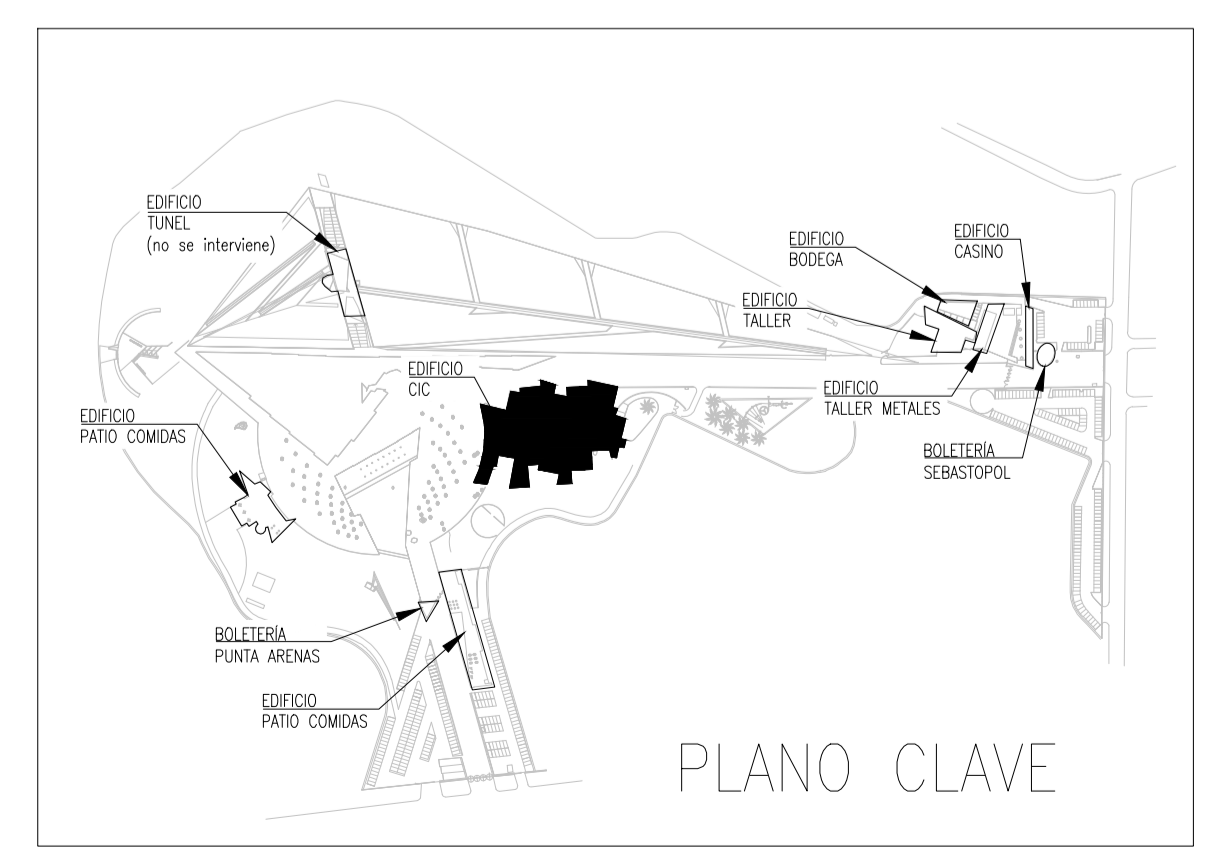 EDIFICIO
TUNEL
(no se interviene)
EDIFICIO
BODEGA
EDIFICIO
CASINO
EDIFICIO
TALLER
EDIFICIO
CIC
EDIFICIO
TALLER METALES
EDIFICIO
PATIO COMIDAS
BOLETERÍA
SEBASTOPOL
BOLETERÍA
PUNTA ARENAS
EDIFICIO
PATIO COMIDAS
PLANO CLAVE